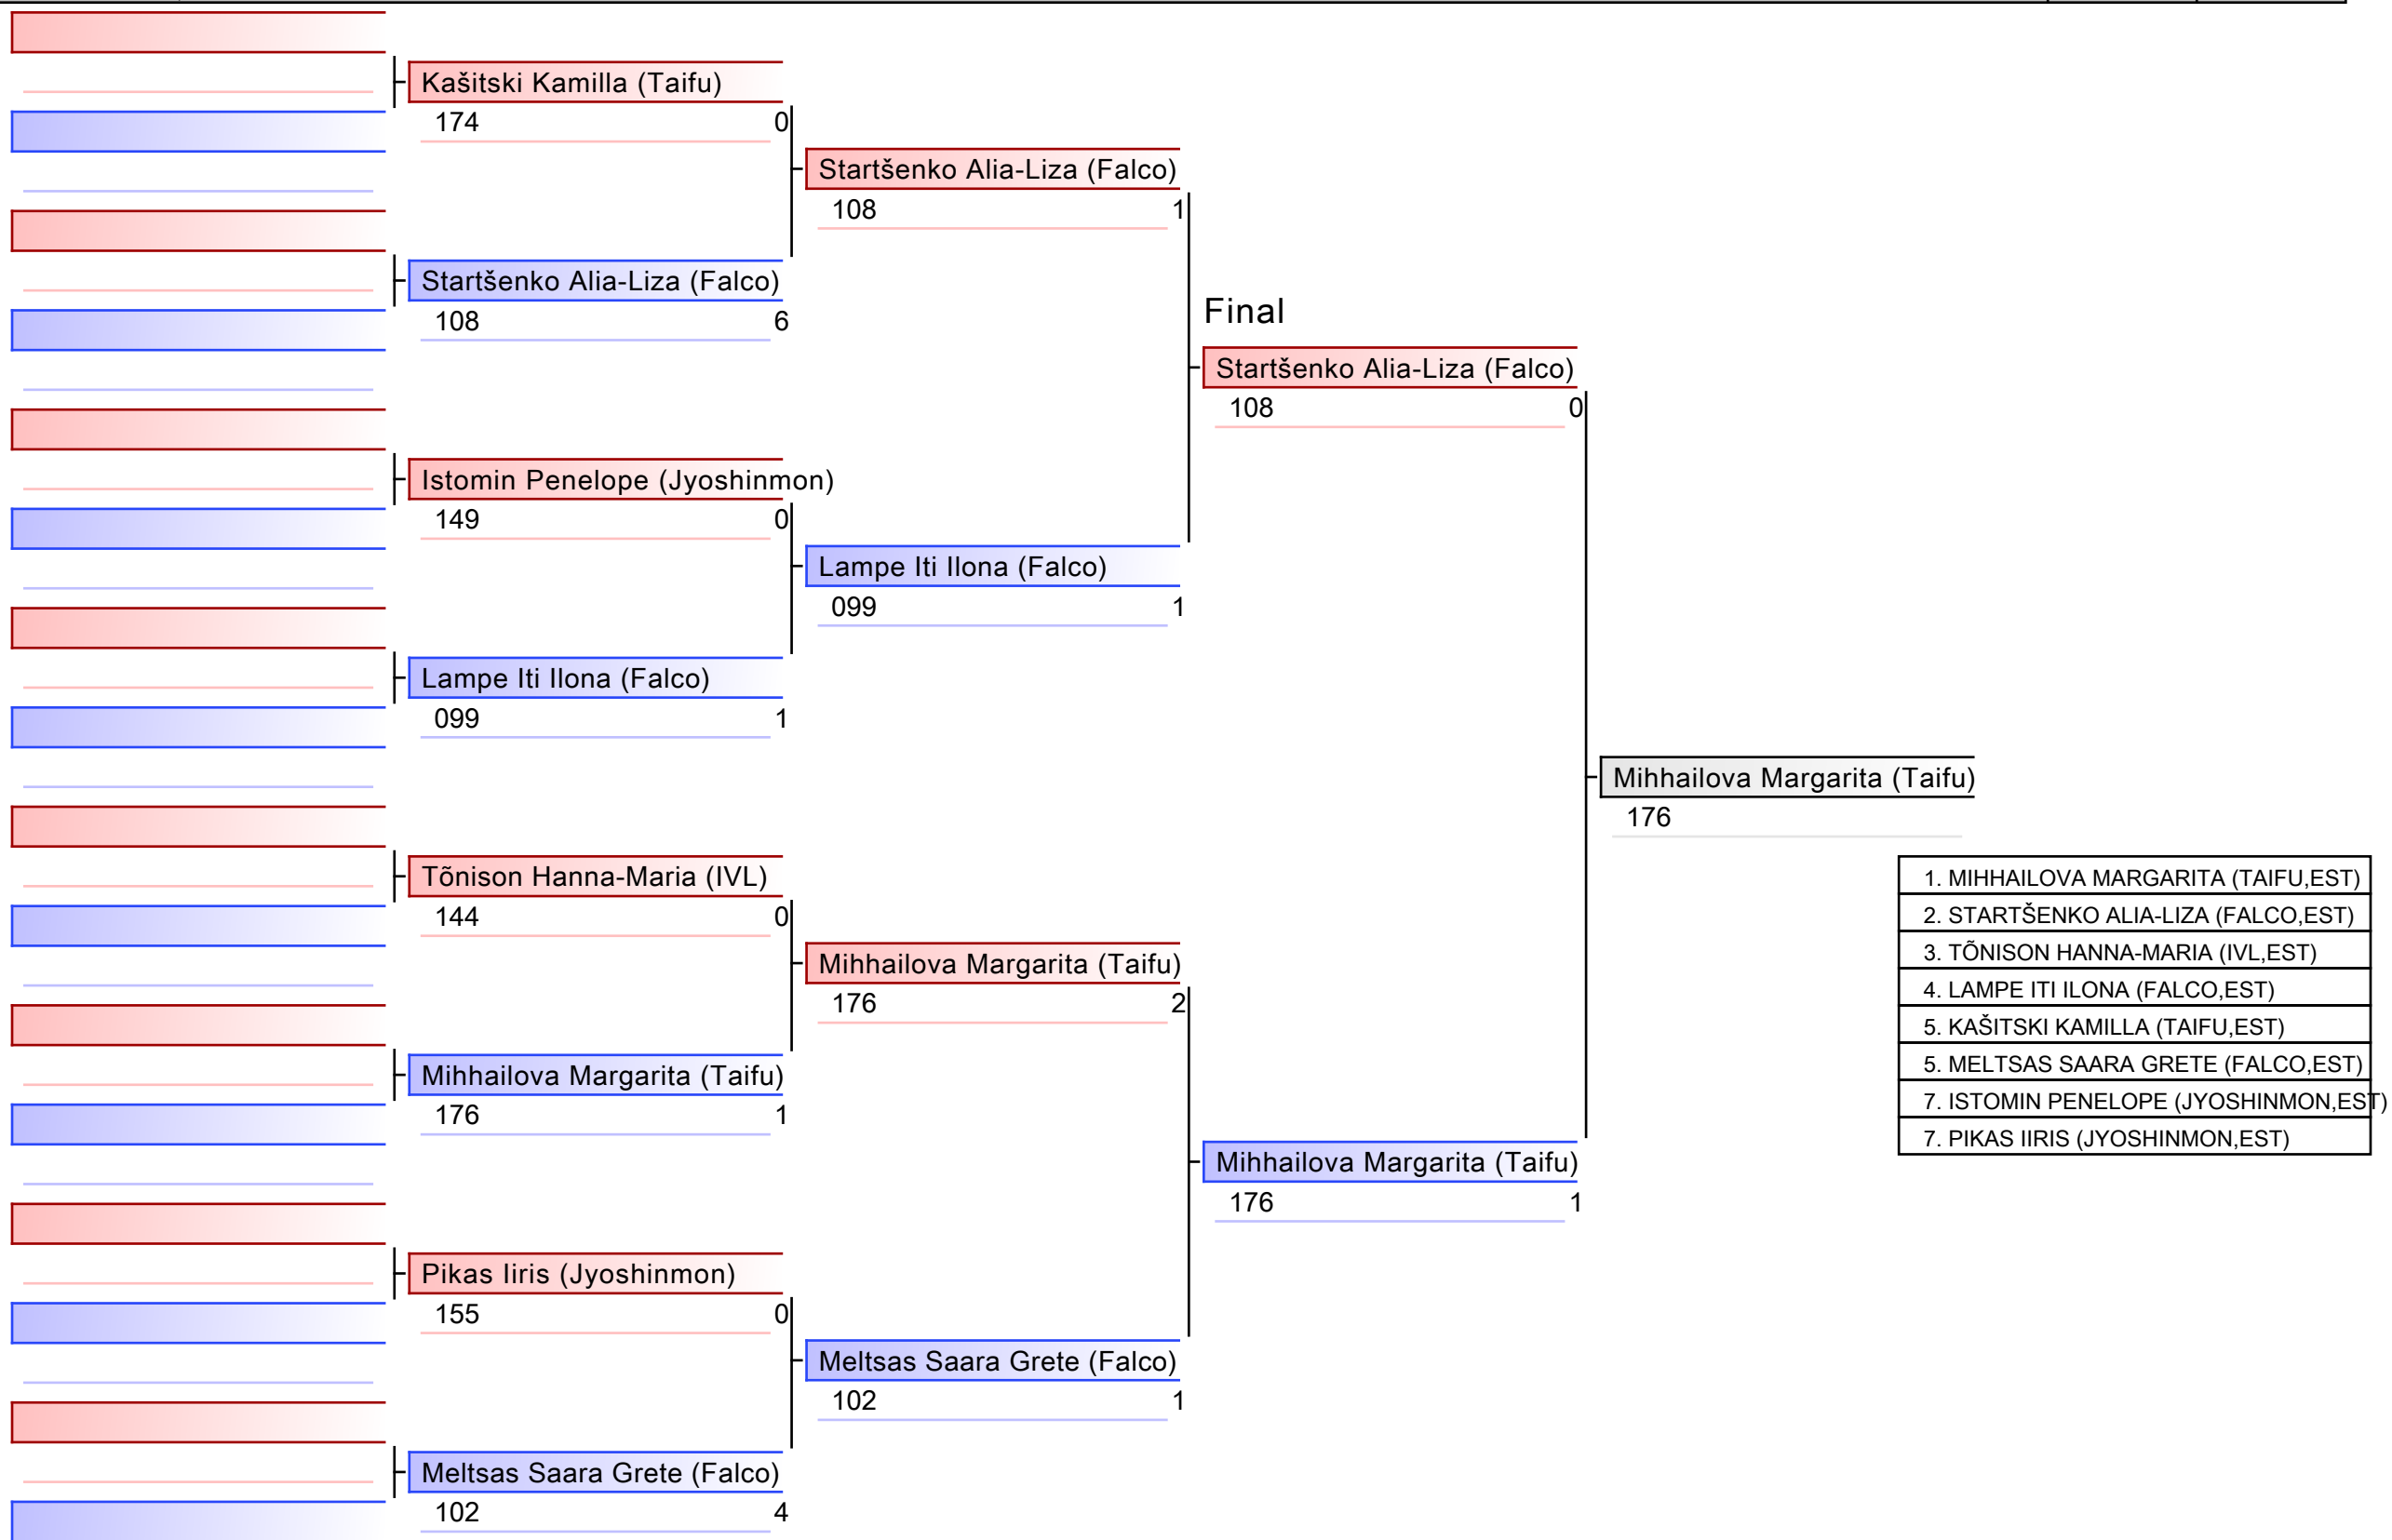 Kašitski Kamilla (Taifu)
174 0
Startšenko Alia-Liza (Falco)
108 6
Istomin Penelope (Jyoshinmon)
149 0
Lampe Iti Ilona (Falco)
099 1
Tõnison Hanna-Maria (IVL)
144 0
Mihhailova Margarita (Taifu)
176 1
Pikas Iiris (Jyoshinmon)
155 0
Meltsas Saara Grete (Falco)
102 4
Startšenko Alia-Liza (Falco)
108 1
Lampe Iti Ilona (Falco)
099 1
Mihhailova Margarita (Taifu)
176 2
Meltsas Saara Grete (Falco)
102 1
Final
Startšenko Alia-Liza (Falco)
108 0
Mihhailova Margarita (Taifu)
176 1
Mihhailova Margarita (Taifu)
176
1. MIHHAILOVA MARGARITA (TAIFU,EST)
2. STARTŠENKO ALIA-LIZA (FALCO,EST)
3. TÕNISON HANNA-MARIA (IVL,EST)
4. LAMPE ITI ILONA (FALCO,EST)
5. KAŠITSKI KAMILLA (TAIFU,EST)
5. MELTSAS SAARA GRETE (FALCO,EST)
7. ISTOMIN PENELOPE (JYOSHINMON,EST)
7. PIKAS IIRIS (JYOSHINMON,EST)